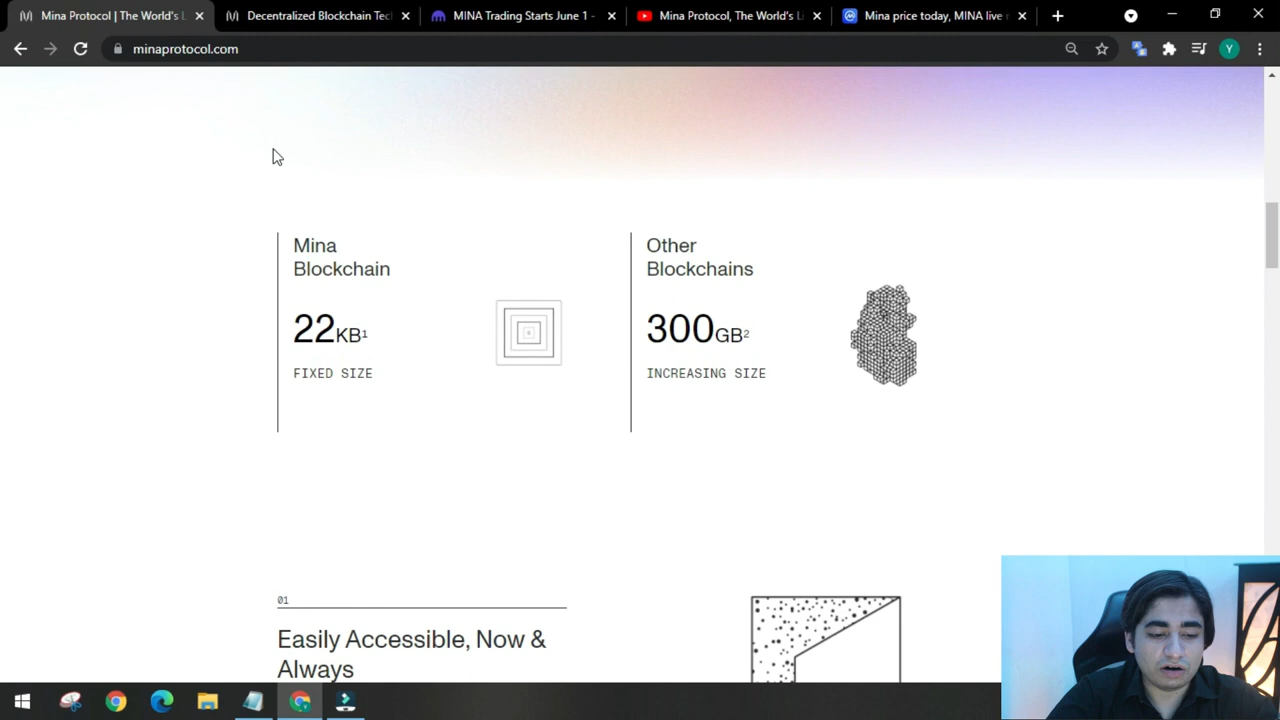 Mina Protocol | The World's L
Decentralized Blockchain Tec
MINA Trading Starts June 1 -
Mina Protocol, The World's Li
Mina price today, MINA live
minaprotocol.com
Y
Mina
Blockchain
22KB1
FIXED SIZE
Other
Blockchains
300GB2
INCREASING SIZE
01
Easily Accessible, Now &
Always